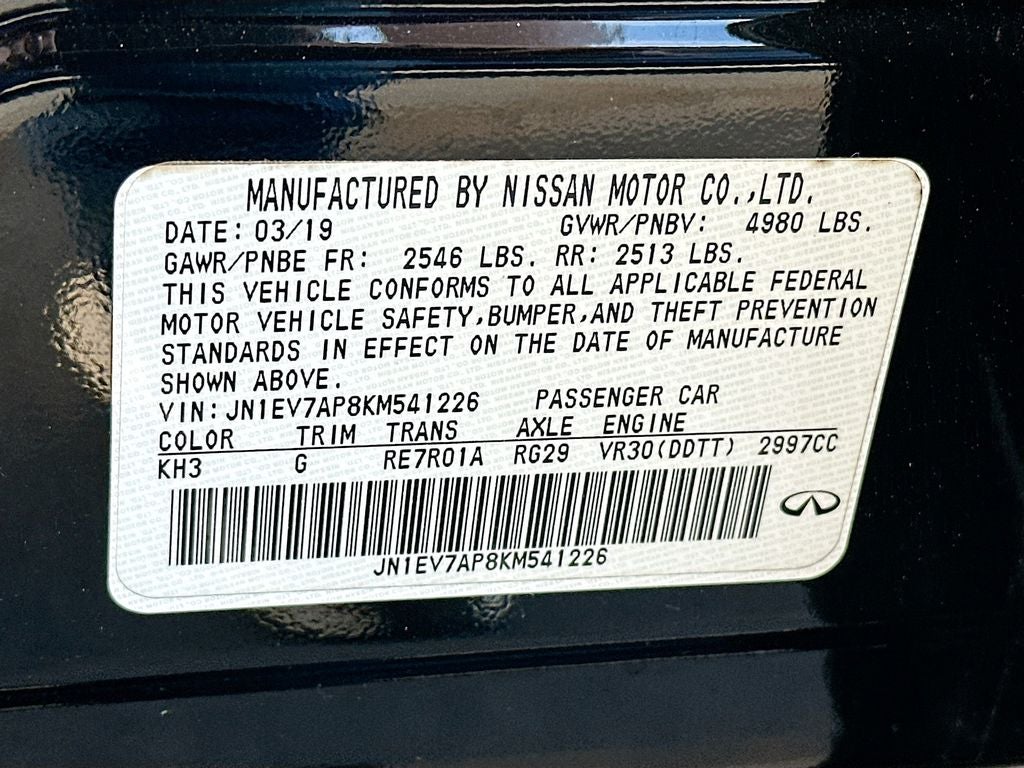 MANUFACTURED BY NISSAN MOTOR CO.,LTD.
DATE: 03/19 GVWR/PNBV: 4980 LBS.
GAWR/PNBE FR: 2546 LBS. RR: 2513 LBS.
THIS VEHICLE CONFORMS TO ALL APPLICABLE FEDERAL
MOTOR VEHICLE SAFETY,BUMPER,AND THEFT PREVENTION
STANDARDS IN EFFECT ON THE DATE OF MANUFACTURE
SHOWN ABOVE.
VIN:JN1EV7AP8KM541226 PASSENGER CAR
COLOR TRIM TRANS AXLE ENGINE
KH3 G RE7R01A RG29 VR30(DDTT) 2997CC
JN1EV7AP8KM541226